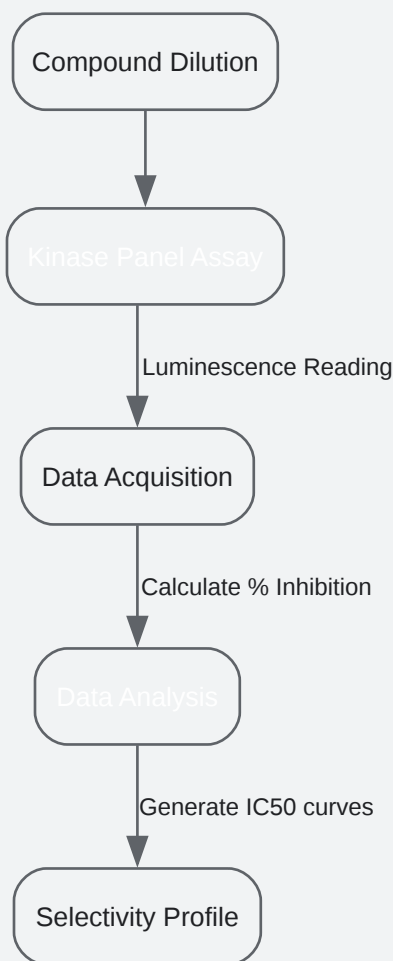 Compound Dilution
Kinase Panel Assay
Luminescence Reading
Data Acquisition
Calculate % Inhibition
Data Analysis
Generate IC50 curves
Selectivity Profile